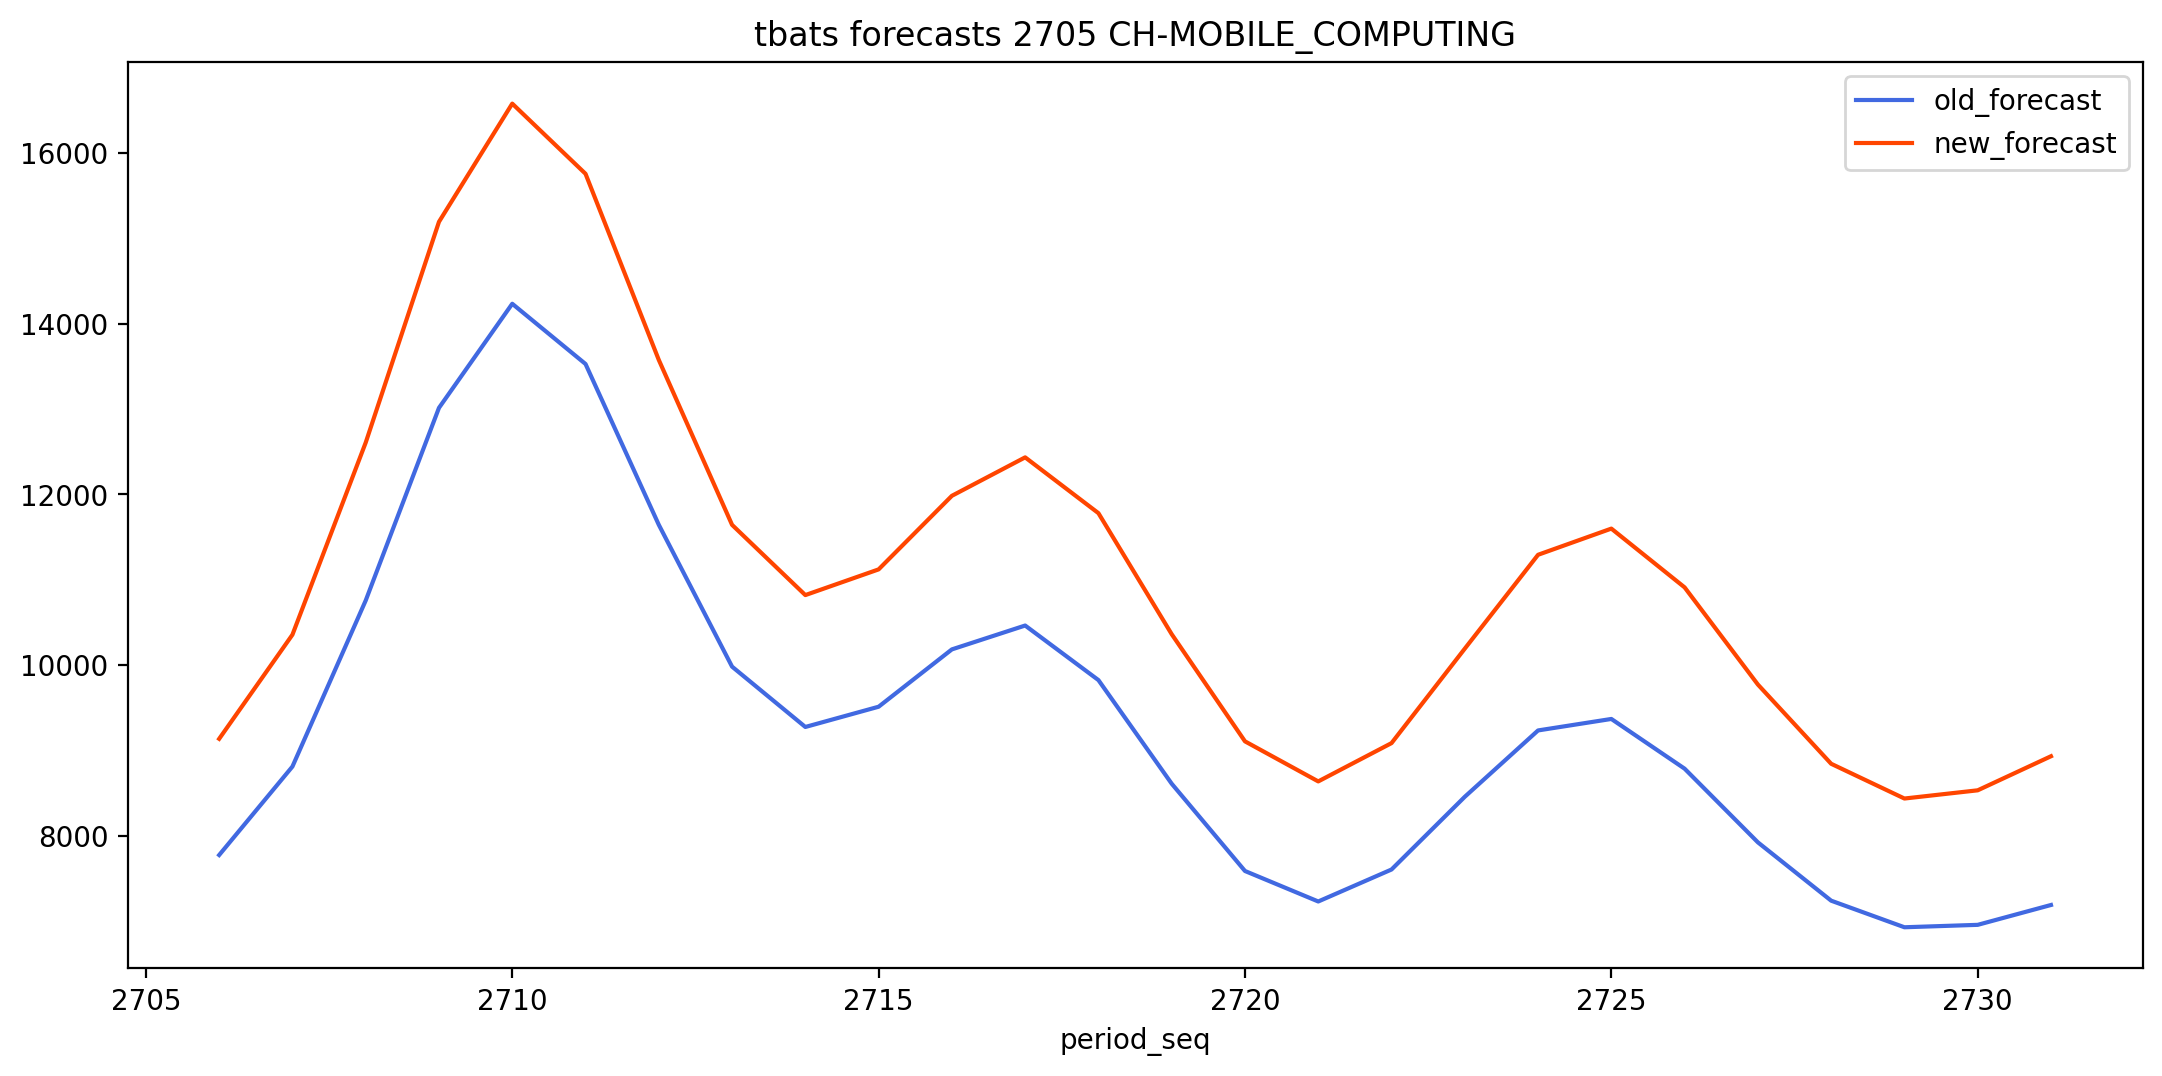 tbats forecasts 2705 CH-MOBILE_COMPUTING
old_forecast
new_forecast
16000
14000
12000
10000
8000
2705 2710 2715 2720 2725 2730
period_seq